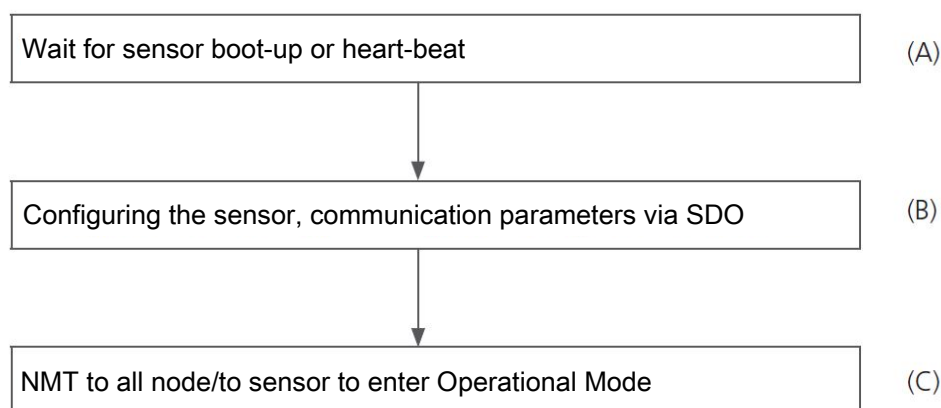 Wait for sensor boot-up or heart-beat (A)
Configuring the sensor, communication parameters via SDO (B)
NMT to all node/to sensor to enter Operational Mode (C)